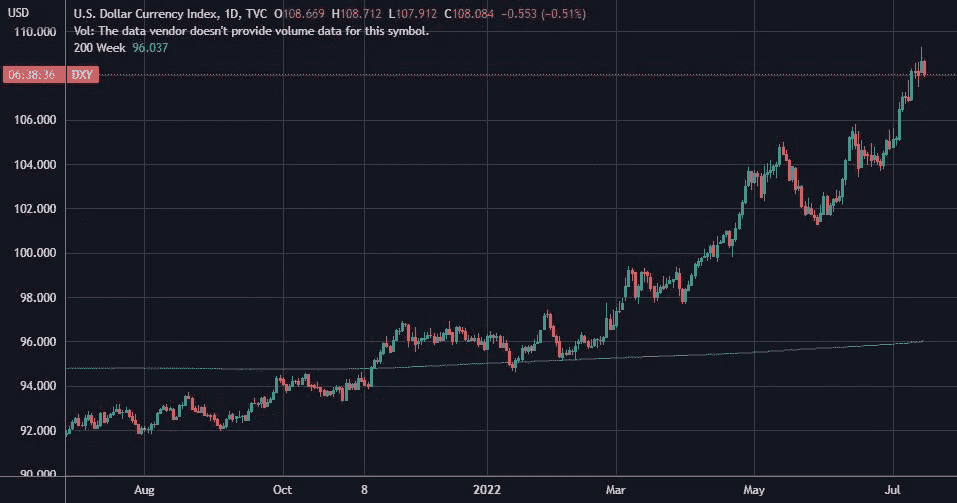 USD
U.S. Dollar Currency Index, 1D, TVC O108.669 H108.712 L107.912 C108.084 −0.553 (−0.51%)
110.000
Vol: The data vendor doesn't provide volume data for this symbol.
200 Week 96.037
06:38:36 DXY
106.000
104.000
102.000
100.000
98.000
96.000
94.000
92.000
90.000
Aug Oct 8 2022 Mar May Jul